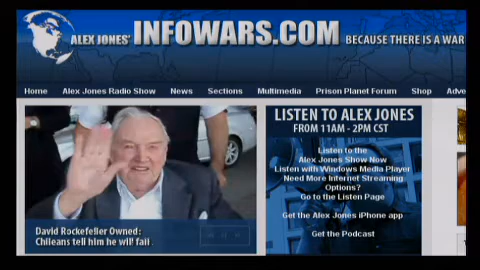 ALEX JONES' INFOWARS.COM BECAUSE THERE IS A WAR
Home Alex Jones Radio Show News Sections Multimedia Prison Planet Forum Shop Adve
LISTEN TO ALEX JONES
FROM 11AM - 2PM CST
Listen to the
Alex Jones Show Now
Listen with Windows Media Player
Need More Internet Streaming
Options?
Go to the Listen Page
Get the Alex Jones iPhone app
Get the Podcast
David Rockefeller Owned:
Chileans tell him he will fail